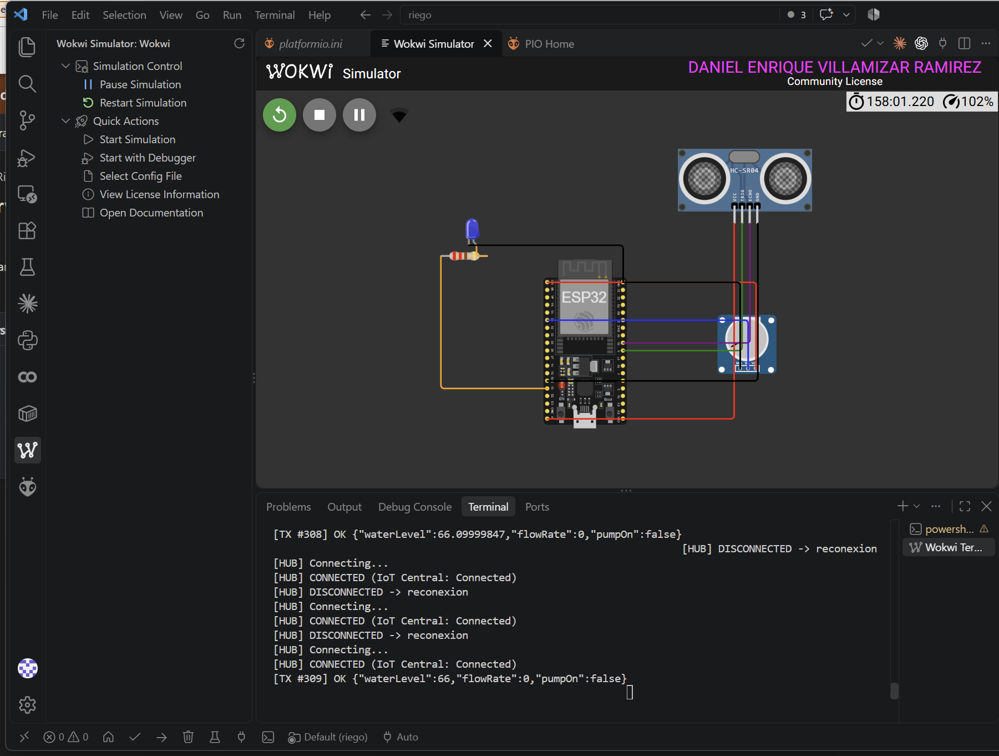 File Edit Selection View Go Run Terminal Help
riego
3
Wokwi Simulator: Wokwi
Simulation Control
Pause Simulation
Restart Simulation
Quick Actions
Start Simulation
Start with Debugger
Select Config File
View License Information
Open Documentation
platformio.ini
Wokwi Simulator
PIO Home
WOKWi Simulator
DANIEL ENRIQUE VILLAMIZAR RAMIREZ
Community License
158:01.220 102%
HC-SR04
VCC
TRIG
ECHO
GND
ESP32
EN
Boot
Problems Output Debug Console Terminal Ports
[TX #308] OK {"waterLevel":66.09999847,"flowRate":0,"pumpOn":false}
[HUB] DISCONNECTED -> reconexion
[HUB] Connecting...
[HUB] CONNECTED (IoT Central: Connected)
[HUB] DISCONNECTED -> reconexion
[HUB] Connecting...
[HUB] CONNECTED (IoT Central: Connected)
[HUB] DISCONNECTED -> reconexion
[HUB] Connecting...
[HUB] CONNECTED (IoT Central: Connected)
[TX #309] OK {"waterLevel":66,"flowRate":0,"pumpOn":false}
powersh...
Wokwi Ter...
0 0
Default (riego)
Auto